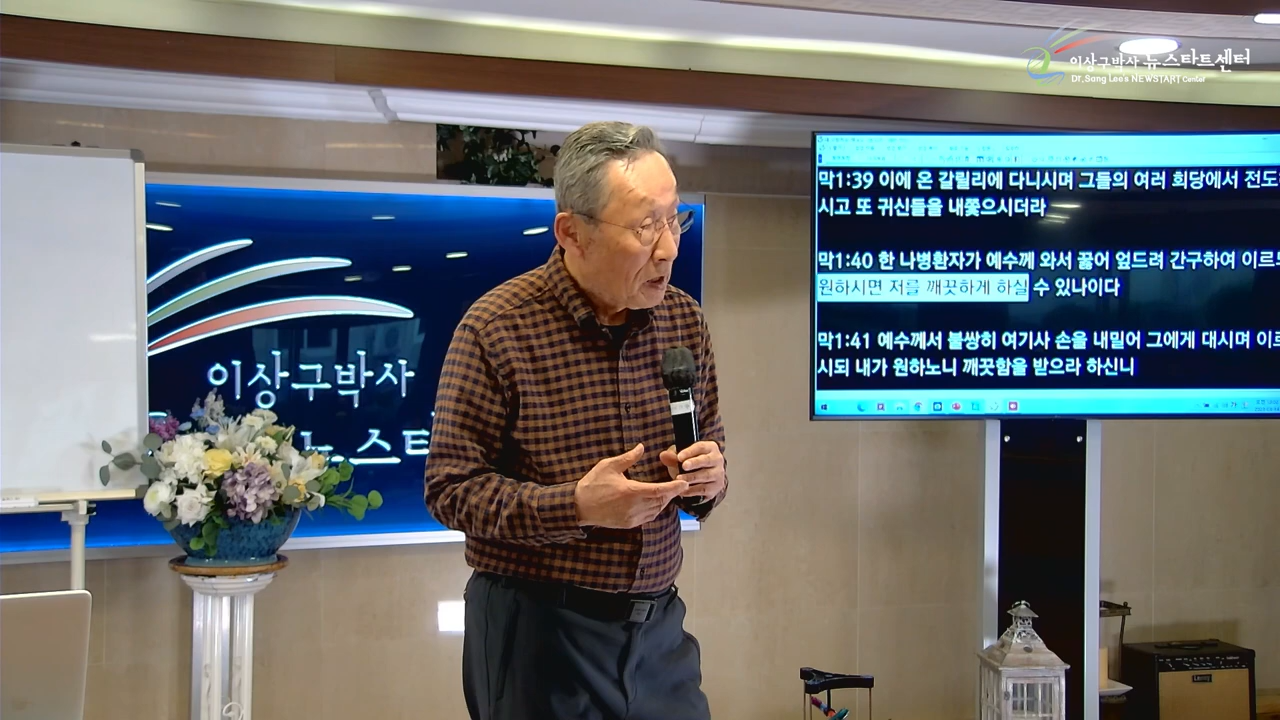 이상구박사 뉴스타트센터
Dr.Sang Lee's NEWSTART Center
막1:39 이에 온 갈릴리에 다니시며 그들의 여러 회당에서 전도
시고 또 귀신들을 내쫓으시더라
막1:40 한 나병환자가 예수께 와서 꿇어 엎드려 간구하여 이르
원하시면 저를 깨끗하게 하실 수 있나이다
막1:41 예수께서 불쌍히 여기사 손을 내밀어 그에게 대시며 이르
시되 내가 원하노니 깨끗함을 받으라 하신니
이상구박사
뉴스타
Laney